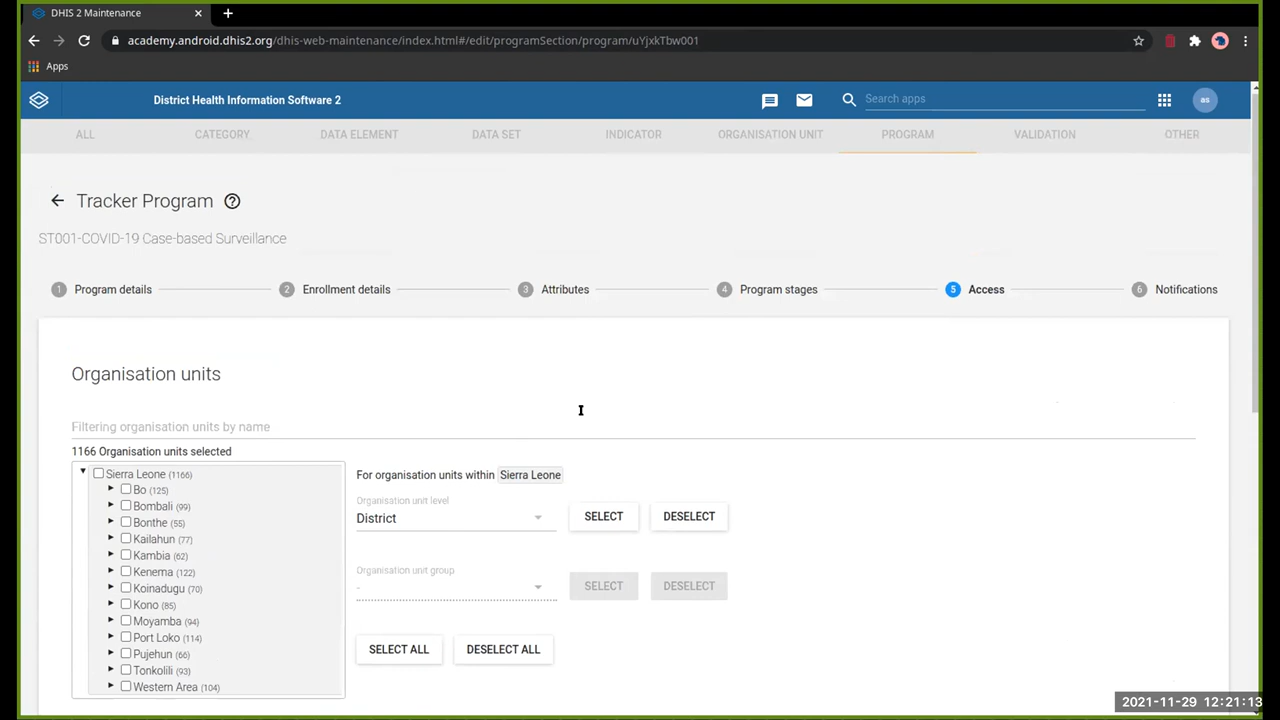 DHIS 2 Maintenance
academy.android.dhis2.org/dhis-web-maintenance/index.html#/edit/programSection/program/uYjxkTbw001
Apps
District Health Information Software 2
Search apps
as
ALL CATEGORY DATA ELEMENT DATA SET INDICATOR ORGANISATION UNIT PROGRAM VALIDATION OTHER
Tracker Program
ST001-COVID-19 Case-based Surveillance
1 Program details 2 Enrollment details 3 Attributes 4 Program stages 5 Access 6 Notifications
Organisation units
Filtering organisation units by name
1166 Organisation units selected
Sierra Leone (1166)
Bo (125)
Bombali (99)
Bonthe (55)
Kailahun (77)
Kambia (62)
Kenema (122)
Koinadugu (70)
Kono (85)
Moyamba (94)
Port Loko (114)
Pujehun (66)
Tonkolili (93)
Western Area (104)
For organisation units within Sierra Leone
Organisation unit level
District
SELECT DESELECT
Organisation unit group
-
SELECT DESELECT
SELECT ALL DESELECT ALL
2021-11-29 12:21:13